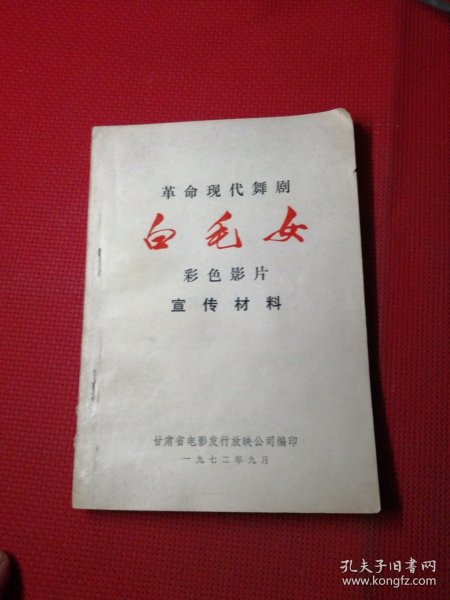 革命现代舞剧
白毛女
彩色影片
宣传材料
甘肃省电影发行放映公司编印
一九七二年九月
孔夫子旧书网
www.kongfz.com